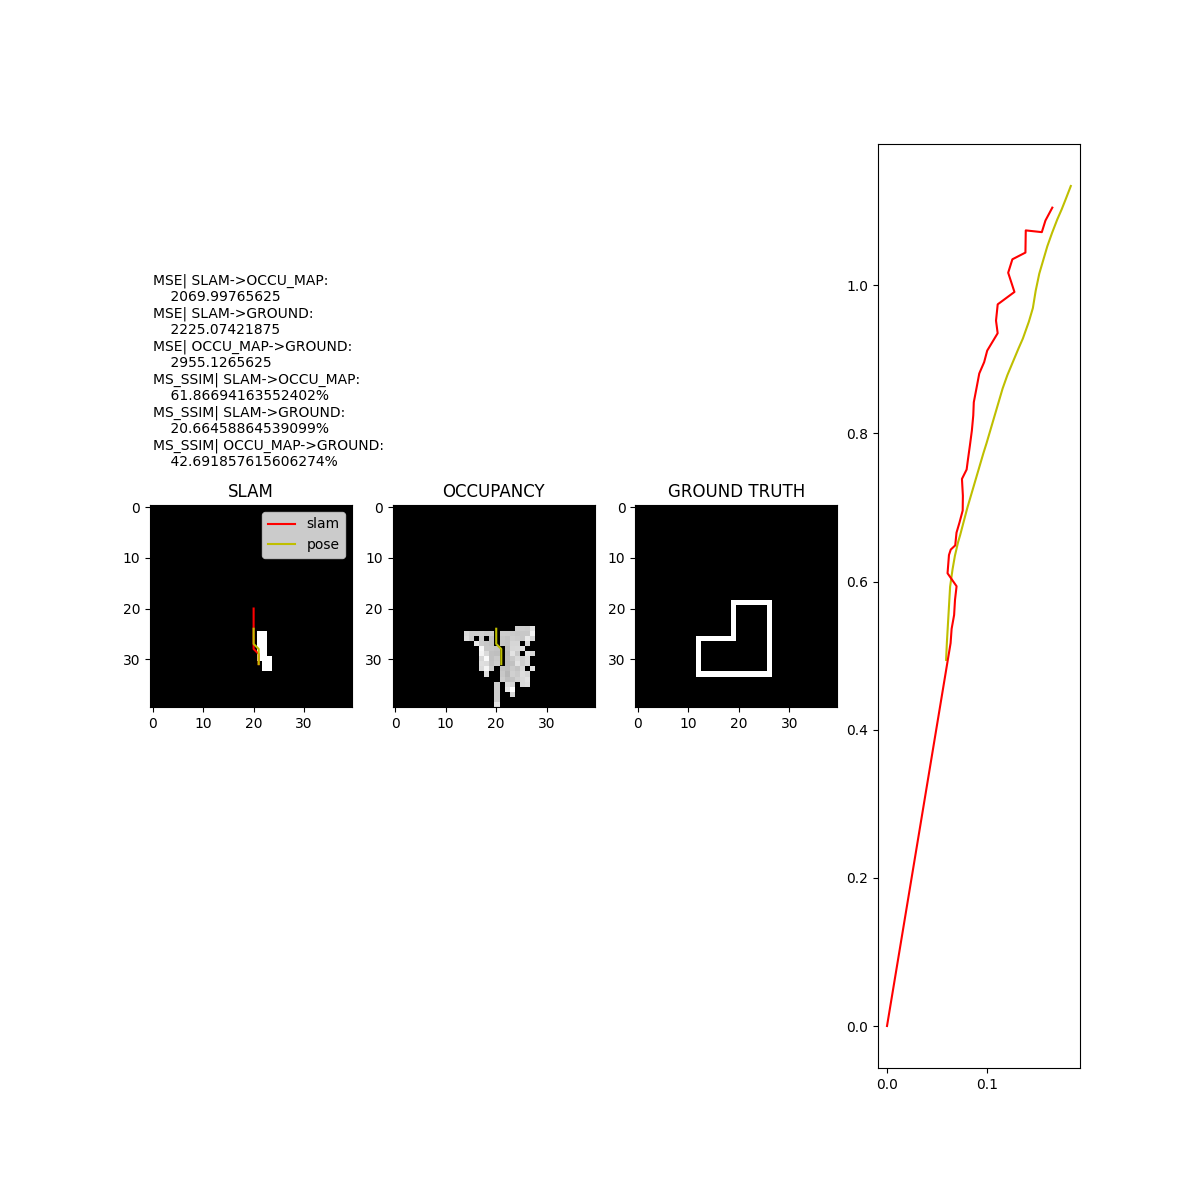 MSE| SLAM->OCCU_MAP:
2069.99765625
MSE| SLAM->GROUND:
2225.07421875
MSE| OCCU_MAP->GROUND:
2955.1265625
MS_SSIM| SLAM->OCCU_MAP:
61.86694163552402%
MS_SSIM| SLAM->GROUND:
20.66458864539099%
MS_SSIM| OCCU_MAP->GROUND:
42.691857615606274%
SLAM
slam
pose
0
10
20
30
0 10 20 30
OCCUPANCY
0
10
20
30
0 10 20 30
GROUND TRUTH
0
10
20
30
0 10 20 30
1.0
0.8
0.6
0.4
0.2
0.0
0.0 0.1